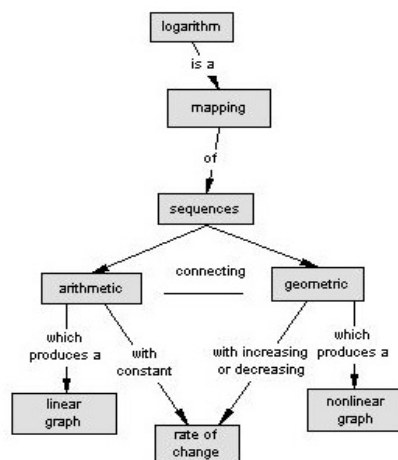 logarithm
is a
mapping
of
sequences
connecting
arithmetic
geometric
which
produces a
with
constant
with increasing
or decreasing
which
produces a
linear
graph
rate of
change
nonlinear
graph